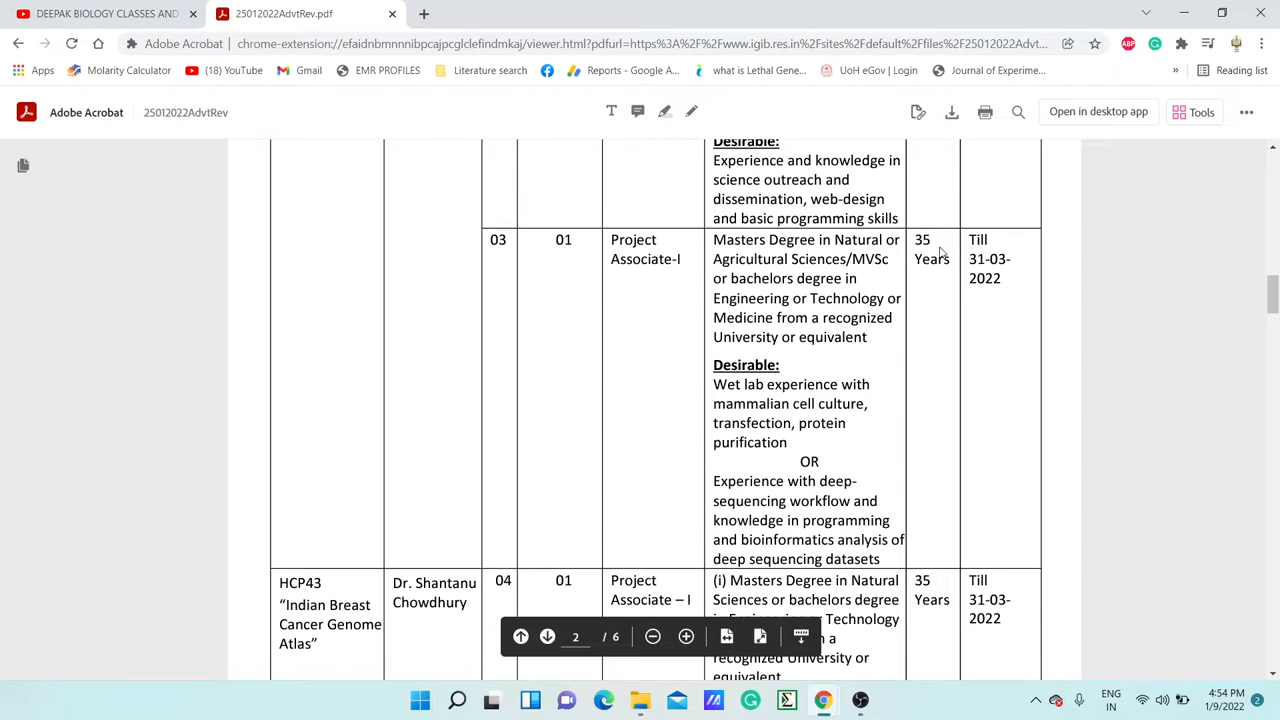 DEEPAK BIOLOGY CLASSES AND
25012022AdvtRev.pdf
Adobe Acrobat | chrome-extension://efaidnbmnnnibpcajpcglclefindmkaj/viewer.html?pdfurl=https%3A%2F%2Fwww.igib.res.in%2Fsites%2Fdefault%2Ffiles%2F25012022Advt...
Apps
Molarity Calculator
(18) YouTube
Gmail
EMR PROFILES
Literature search
Reports - Google A...
what is Lethal Gene...
UoH eGov | Login
Journal of Experime...
»
Reading list
Adobe Acrobat
25012022AdvtRev
Open in desktop app
Tools
Desirable:
Experience and knowledge in
science outreach and
dissemination, web-design
and basic programming skills
03
01
Project
Associate-I
Masters Degree in Natural or
Agricultural Sciences/MVSc
or bachelors degree in
Engineering or Technology or
Medicine from a recognized
University or equivalent
Desirable:
Wet lab experience with
mammalian cell culture,
transfection, protein
purification
OR
Experience with deep-
sequencing workflow and
knowledge in programming
and bioinformatics analysis of
deep sequencing datasets
35
Years
Till
31-03-
2022
HCP43
“Indian Breast
Cancer Genome
Atlas”
Dr. Shantanu
Chowdhury
04
01
Project
Associate – I
(i) Masters Degree in Natural
Sciences or bachelors degree
Technology
a
recognized University or
equivalent
35
Years
Till
31-03-
2022
2 / 6
ENG
IN
4:54 PM
1/9/2022
2